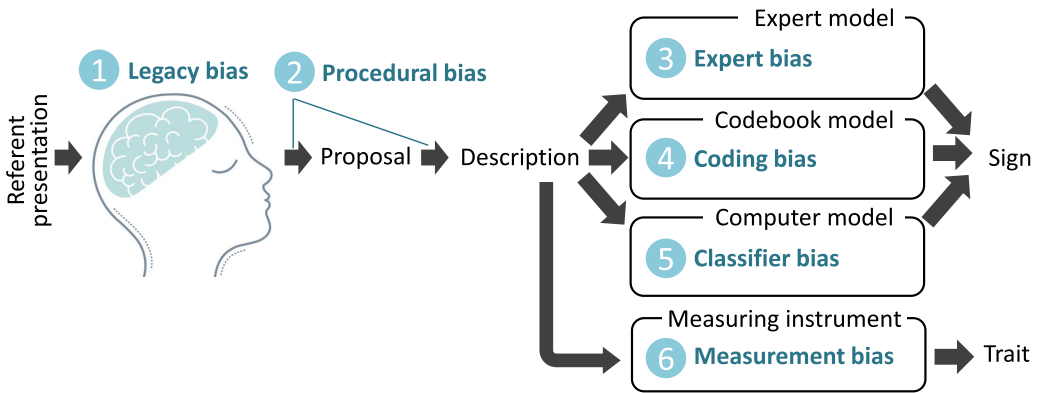 Referent
presentation
1 Legacy bias
2 Procedural bias
Proposal
Description
Expert model
3 Expert bias
Codebook model
4 Coding bias
Computer model
5 Classifier bias
Sign
Measuring instrument
6 Measurement bias
Trait